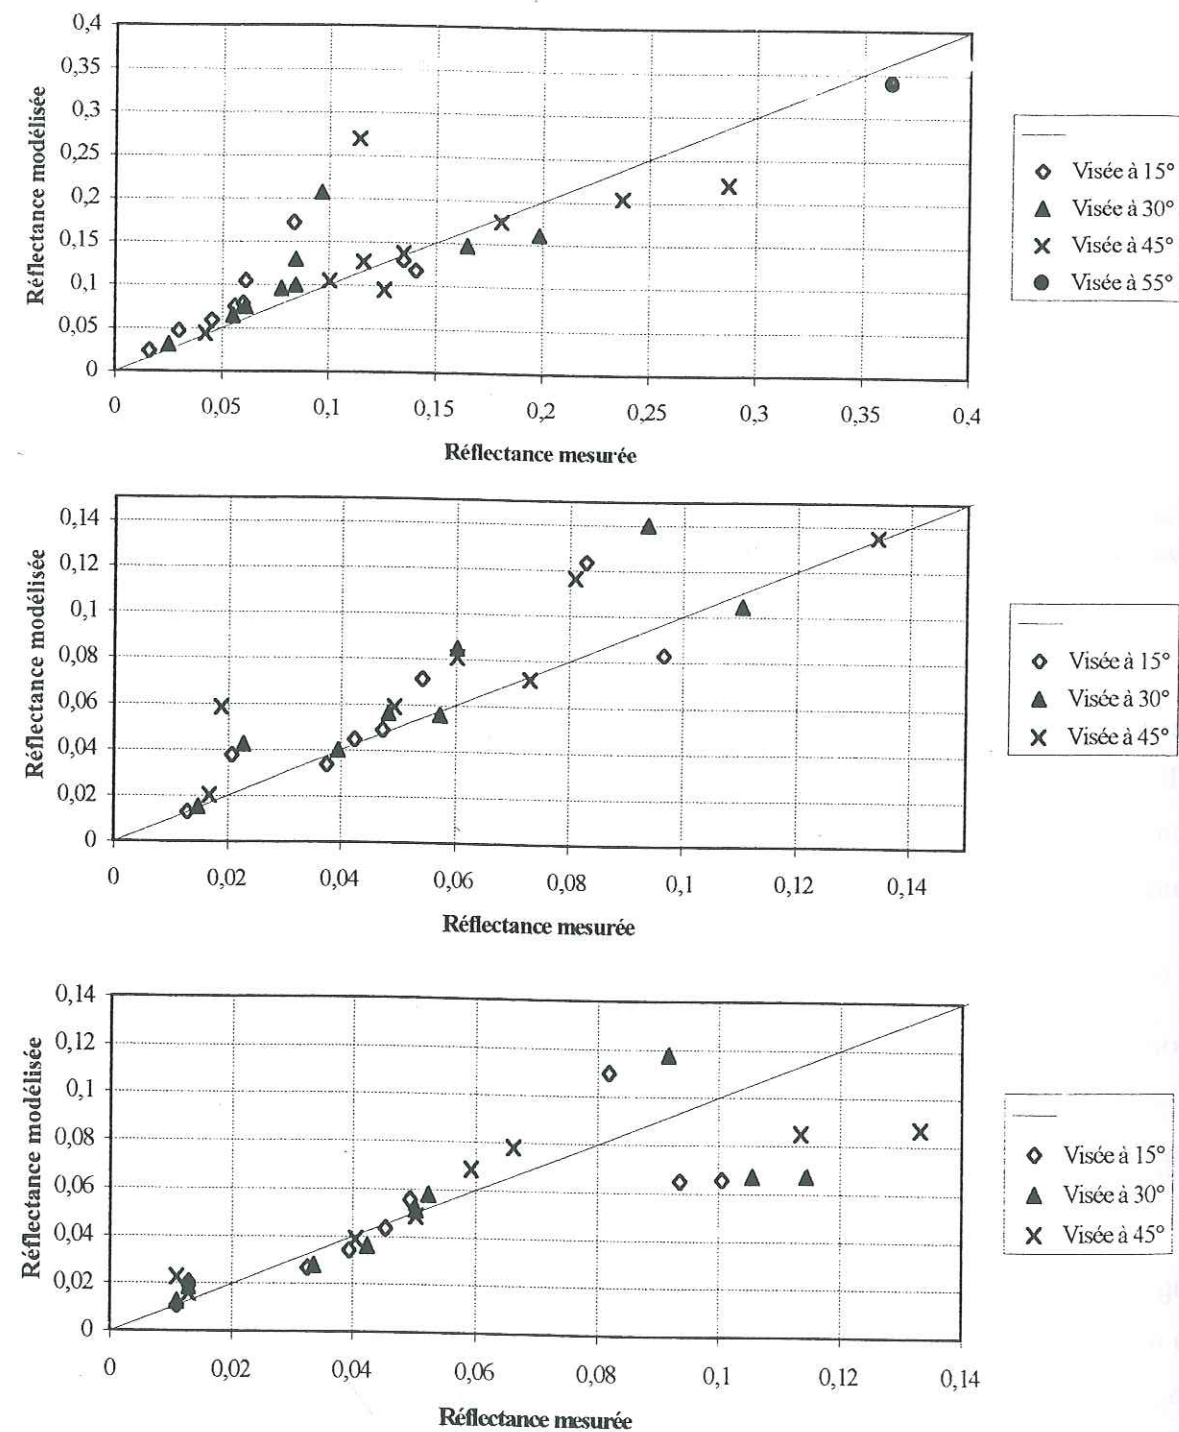 0,4
0,35
0,3
0,25
0,2
0,15
0,1
0,05
0
Réflectance modélisée
0 0,05 0,1 0,15 0,2 0,25 0,3 0,35 0,4
Réflectance mesurée
Visée à 15°
Visée à 30°
Visée à 45°
Visée à 55°
0,14
0,12
0,1
0,08
0,06
0,04
0,02
0
Réflectance modélisée
0 0,02 0,04 0,06 0,08 0,1 0,12 0,14
Réflectance mesurée
Visée à 15°
Visée à 30°
Visée à 45°
0,14
0,12
0,1
0,08
0,06
0,04
0,02
0
Réflectance modélisée
0 0,02 0,04 0,06 0,08 0,1 0,12 0,14
Réflectance mesurée
Visée à 15°
Visée à 30°
Visée à 45°